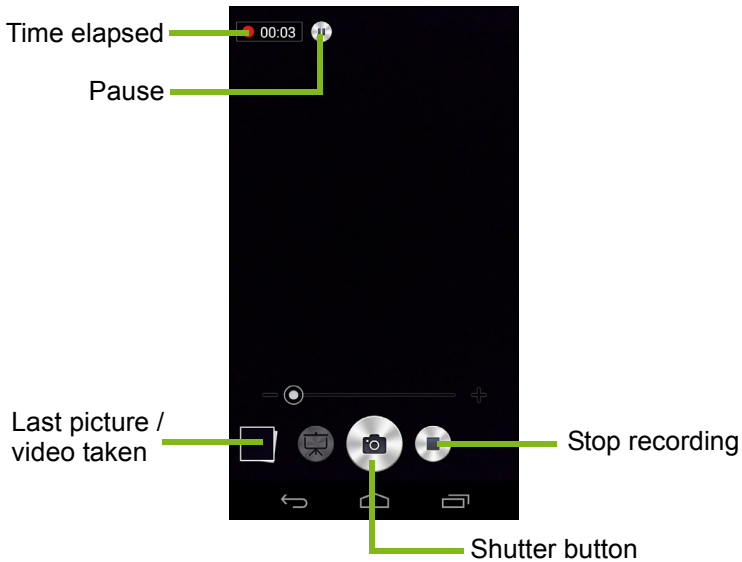 Time elapsed
00:03
Pause
Last picture /
video taken
Stop recording
Shutter button